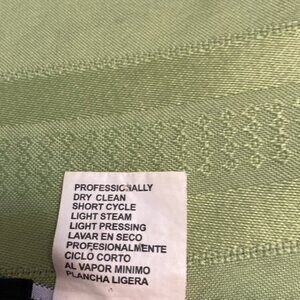 PROFESSIONALLY
DRY CLEAN
SHORT CYCLE
LIGHT STEAM
LIGHT PRESSING
LAVAR EN SECO
PROFESIONALMENTE
CICLO CORTO
AL VAPOR MINIMO
PLANCHA LIGERA